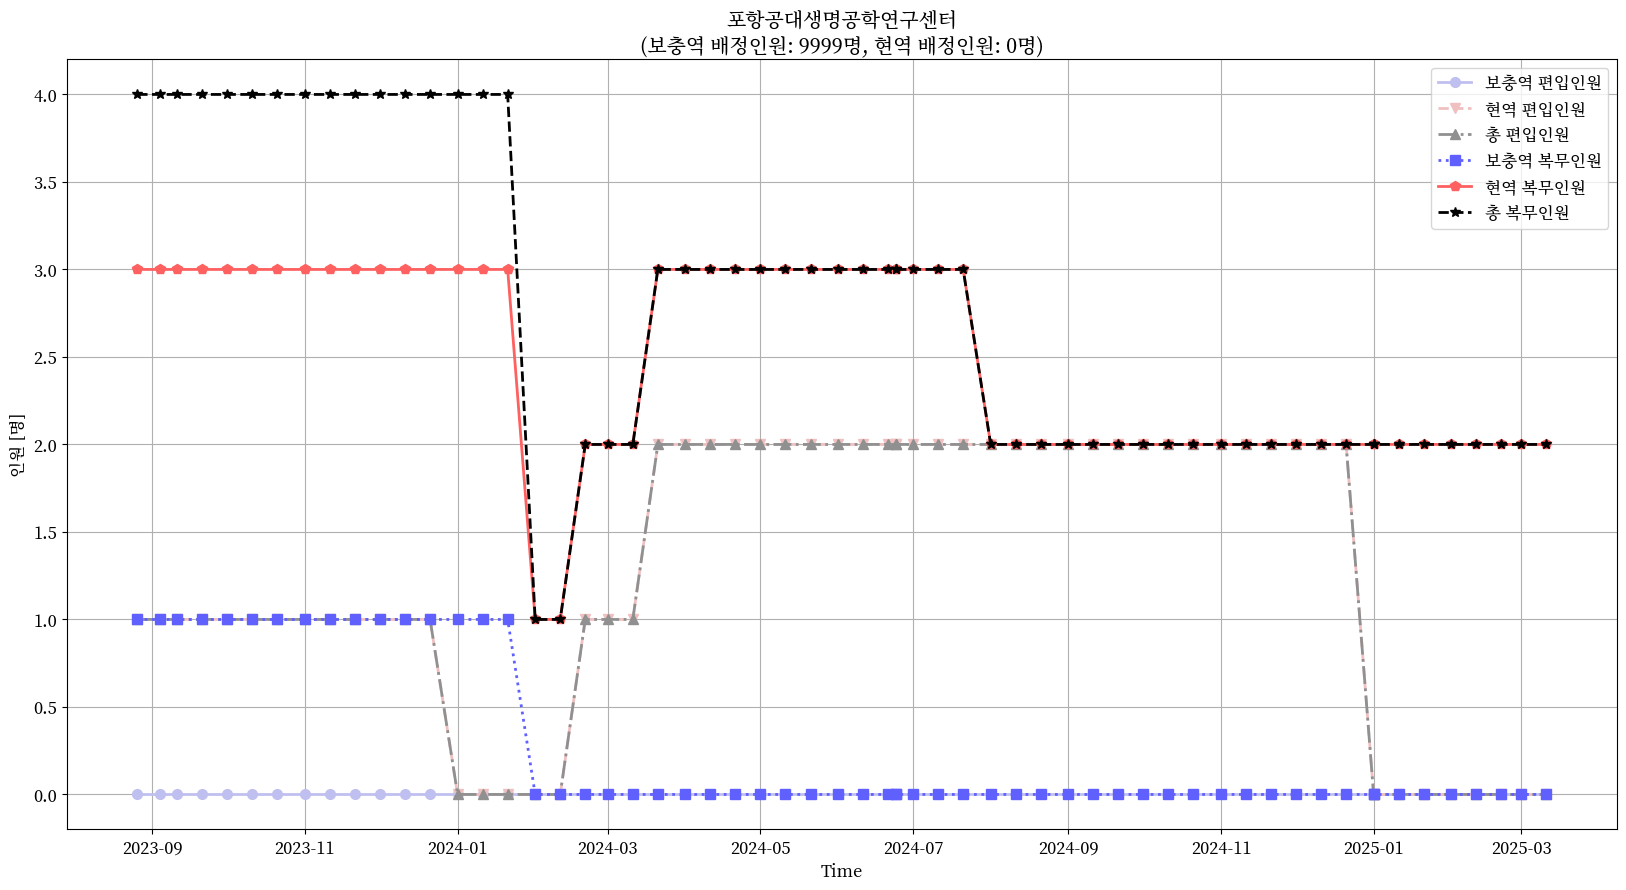 포항공대생명공학연구센터
(보충역 배정인원: 9999명, 현역 배정인원: 0명)
보충역 편입인원
현역 편입인원
총 편입인원
보충역 복무인원
현역 복무인원
총 복무인원
인원 [명]
4.0
3.5
3.0
2.5
2.0
1.5
1.0
0.5
0.0
2023-09 2023-11 2024-01 2024-03 2024-05 2024-07 2024-09 2024-11 2025-01 2025-03
Time